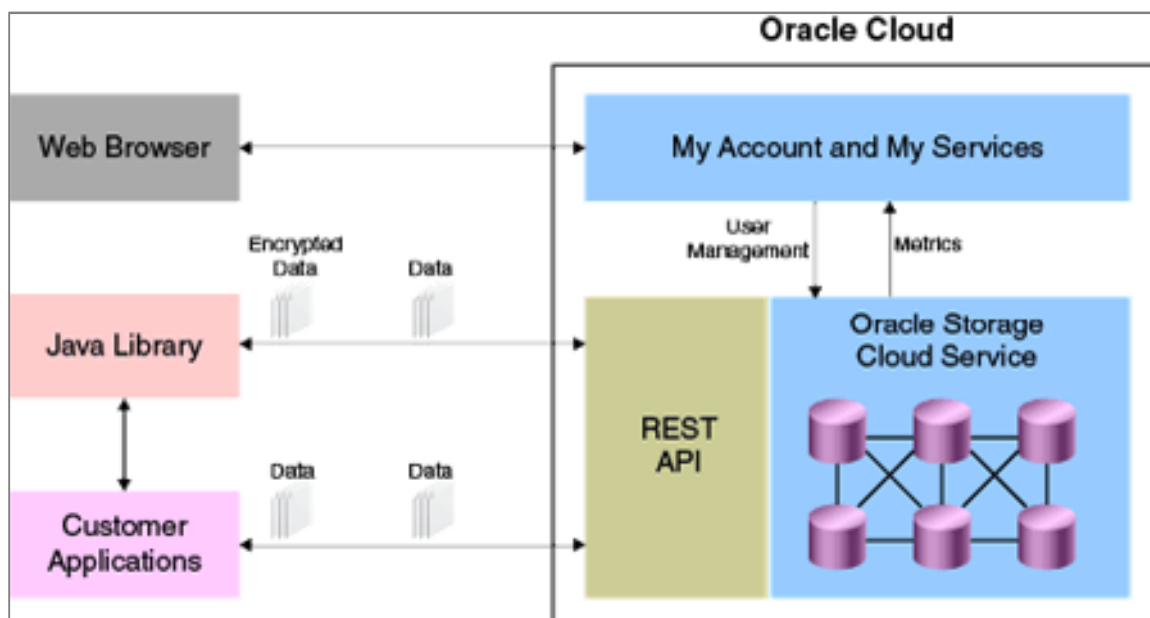 Oracle Cloud
Web Browser
My Account and My Services
User
Management
Metrics
Encrypted
Data
Data
Java Library
Oracle Storage
Cloud Service
REST
API
Data
Data
Customer
Applications